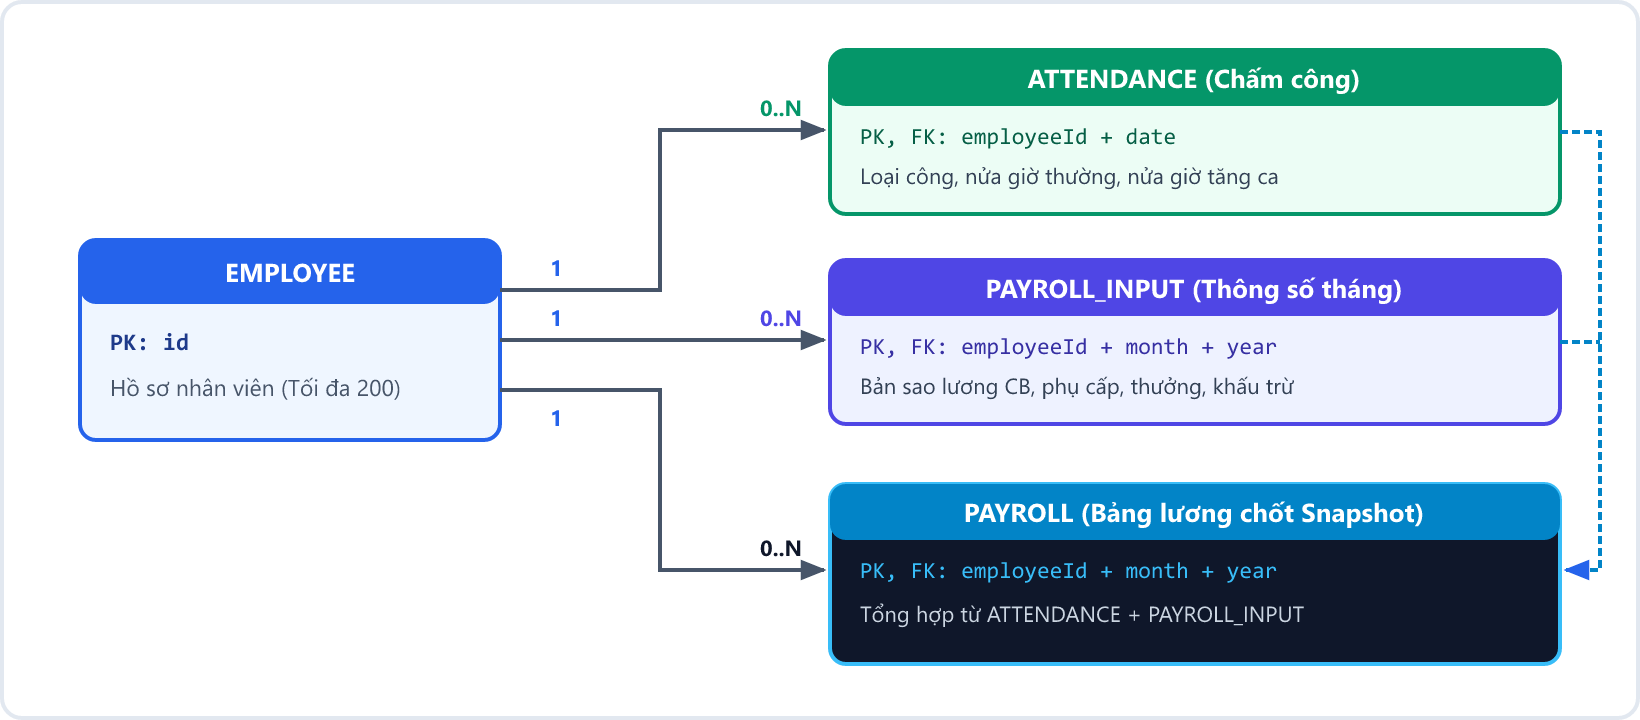 EMPLOYEE
PK: id
Hồ sơ nhân viên (Tối đa 200)
1
1
1
0..N
0..N
0..N
ATTENDANCE (Chấm công)
PK, FK: employeeId + date
Loại công, nửa giờ thường, nửa giờ tăng ca
PAYROLL_INPUT (Thông số tháng)
PK, FK: employeeId + month + year
Bản sao lương CB, phụ cấp, thưởng, khấu trừ
PAYROLL (Bảng lương chốt Snapshot)
PK, FK: employeeId + month + year
Tổng hợp từ ATTENDANCE + PAYROLL_INPUT